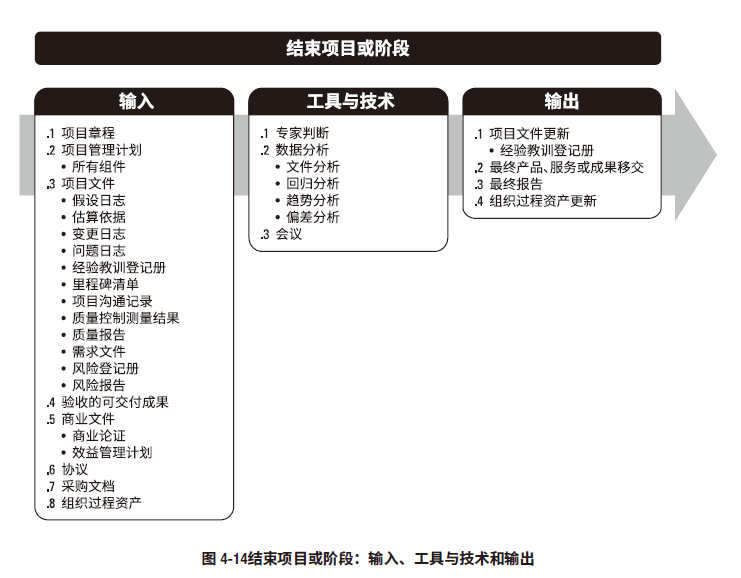 结束项目或阶段
输入
.1 项目章程
.2 项目管理计划
• 所有组件
.3 项目文件
• 假设日志
• 估算依据
• 变更日志
• 问题日志
• 经验教训登记册
• 里程碑清单
• 项目沟通记录
• 质量控制测量结果
• 质量报告
• 需求文件
• 风险登记册
• 风险报告
.4 验收的可交付成果
.5 商业文件
• 商业论证
• 效益管理计划
.6 协议
.7 采购文档
.8 组织过程资产
工具与技术
.1 专家判断
.2 数据分析
• 文件分析
• 回归分析
• 趋势分析
• 偏差分析
.3 会议
输出
.1 项目文件更新
• 经验教训登记册
.2 最终产品、服务或成果移交
.3 最终报告
.4 组织过程资产更新
图 4-14结束项目或阶段：输入、工具与技术和输出